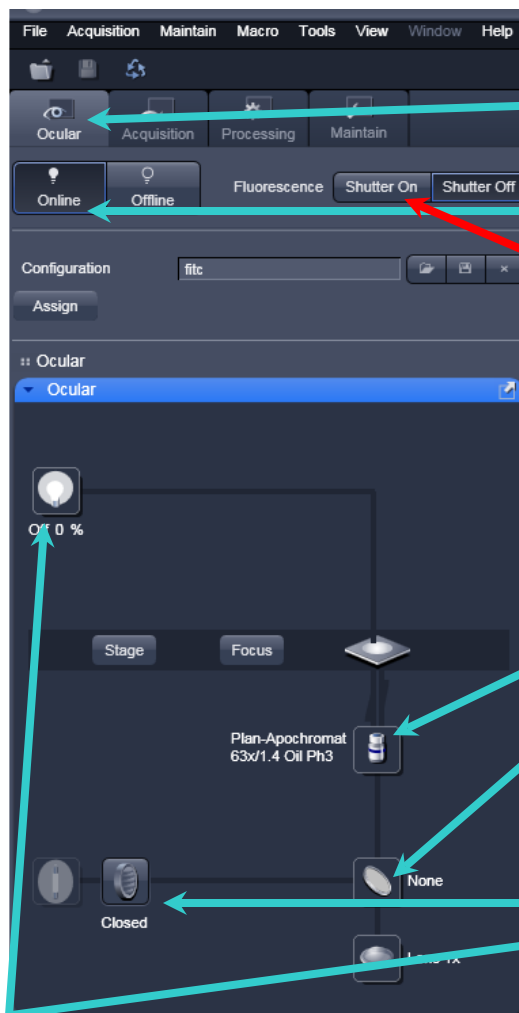 File Acquisition Maintain Macro Tools View Window Help
Ocular Acquisition Processing Maintain
Online Offline Fluorescence Shutter On Shutter Off
Configuration fitc
Assign
Ocular
Ocular
Off 0 %
Stage Focus
Plan-Apochromat
63x/1.4 Oil Ph3
None
Closed
1x